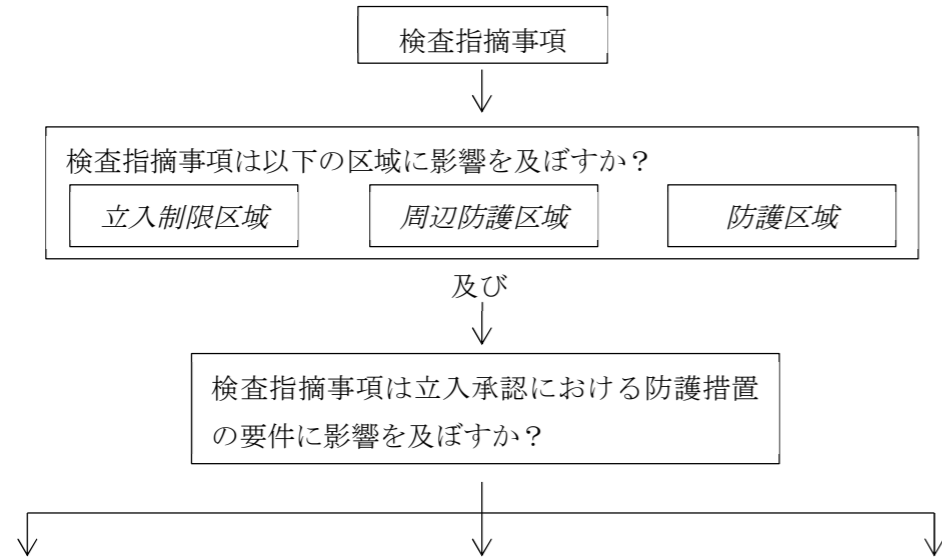 検査指摘事項
検査指摘事項は以下の区域に影響を及ぼすか?
立入制限区域 周辺防護区域 防護区域
及び
検査指摘事項は立入承認における防護措置
の要件に影響を及ぼすか?